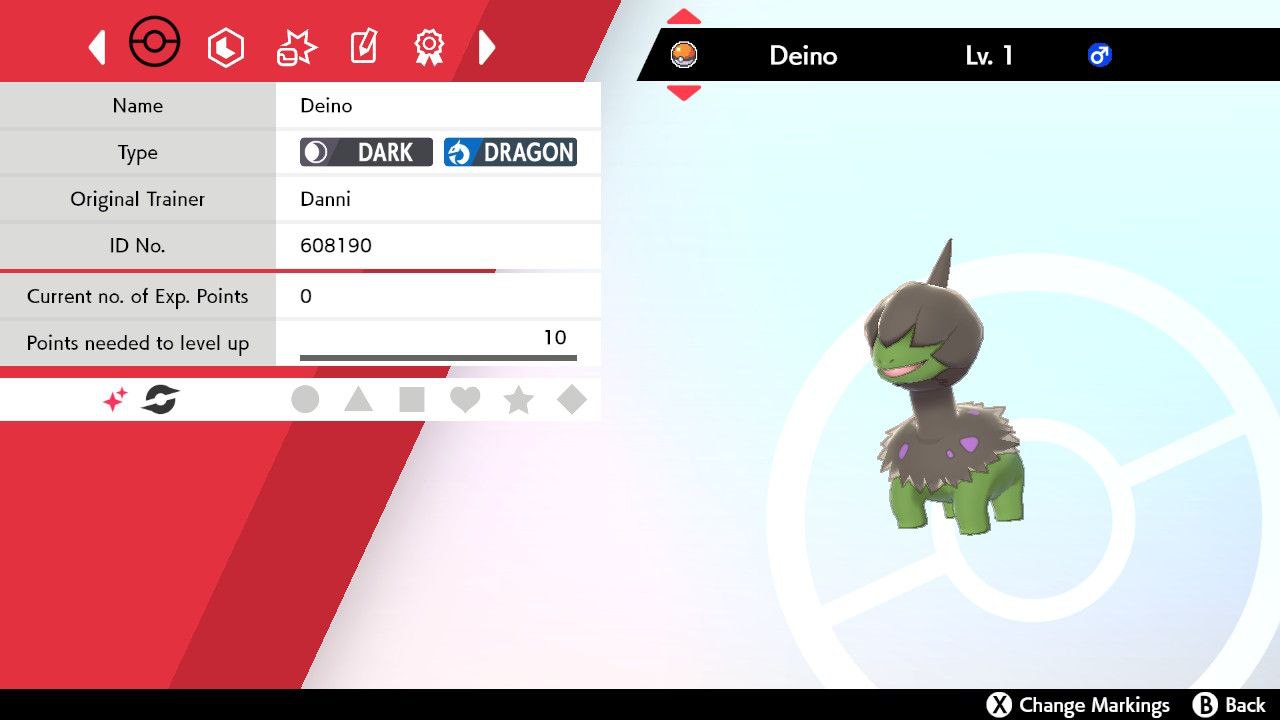 Deino Lv. 1
Name Deino
Type DARK DRAGON
Original Trainer Danni
ID No. 608190
Current no. of Exp. Points 0
Points needed to level up 10
X Change Markings B Back